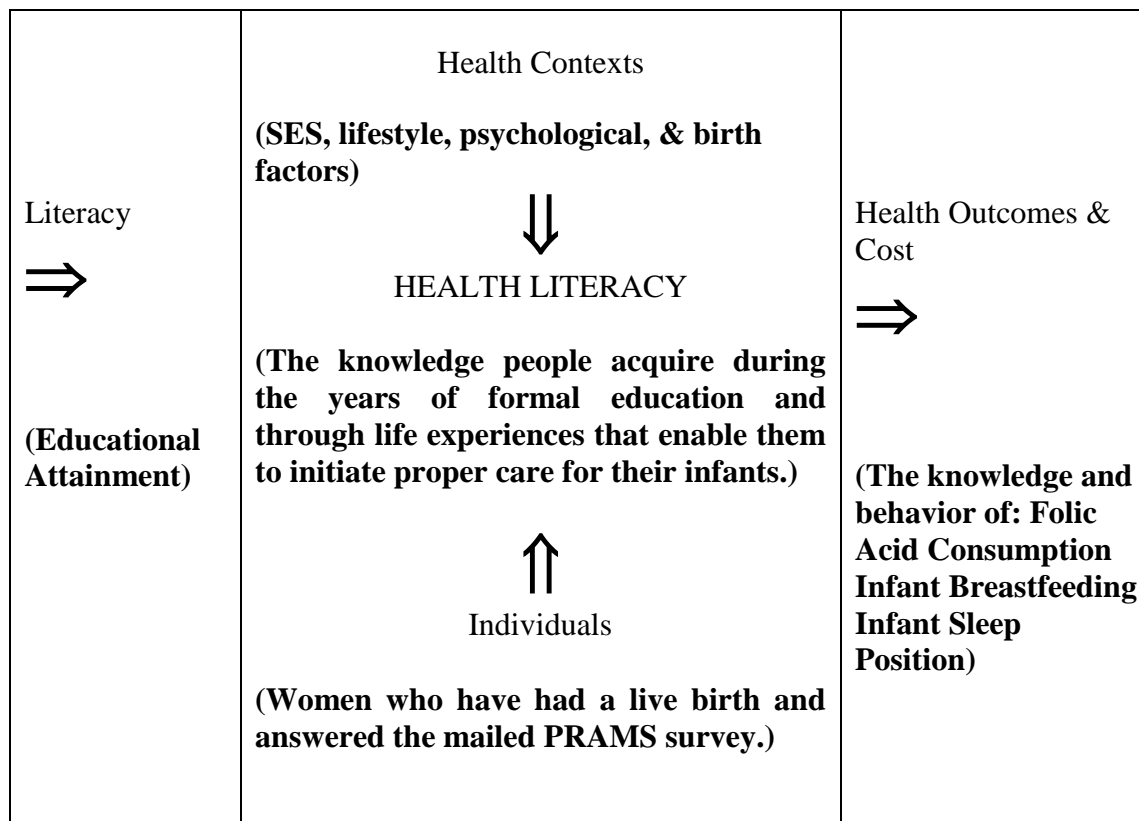 Literacy
⇒
(Educational
Attainment)
Health Contexts
(SES, lifestyle, psychological, & birth
factors)
⇓
HEALTH LITERACY
(The knowledge people acquire during
the years of formal education and
through life experiences that enable them
to initiate proper care for their infants.)
⇑
Individuals
(Women who have had a live birth and
answered the mailed PRAMS survey.)
Health Outcomes &
Cost
⇒
(The knowledge and
behavior of: Folic
Acid Consumption
Infant Breastfeeding
Infant Sleep
Position)